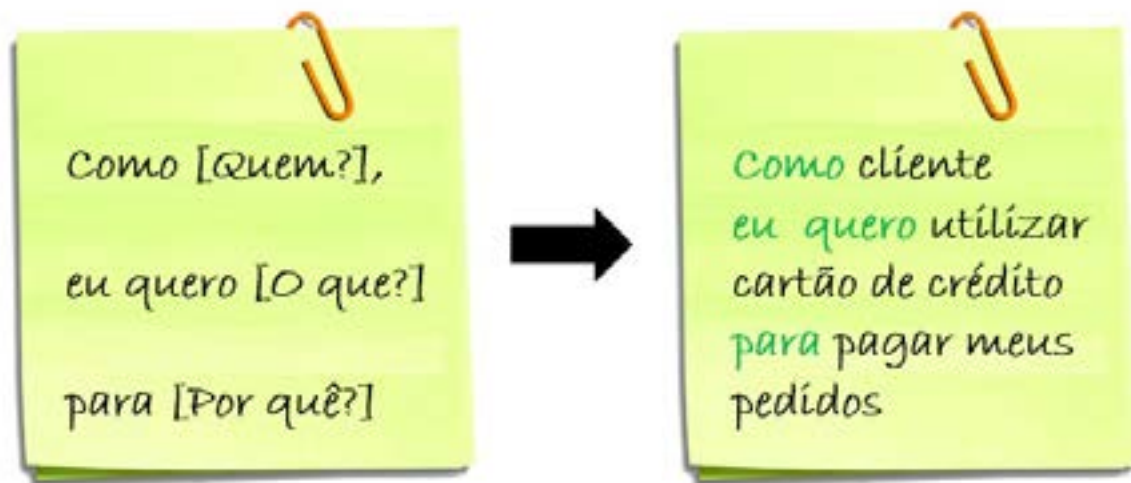 Como [Quem?],
eu quero [O que?]
para [Por quê?]
Como cliente
eu quero utilizar
cartão de crédito
para pagar meus
pedidos